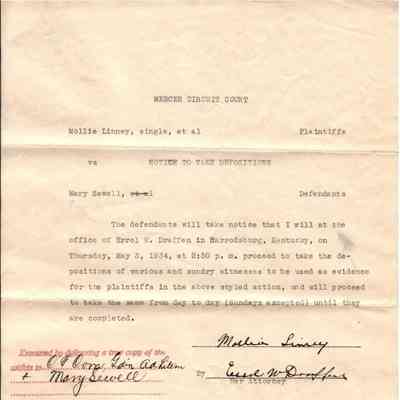 MERCER CIRCUIT COURT
Mollie Linney, single, et al Plaintiffs
vs NOTICE TO TAKE DEPOSITIONS
Mary Sewell, et al Defendants
The defendants will take notice that I will at the
office of Errel W. Draffen in Harrodsburg, Kentucky, on
Thursday, May 3, 1934, at 2:30 p. m. proceed to take the de-
positions of various and sundry witnesses to be used as evidence
for the plaintiffs in the above styled action, and will proceed
to take the same from day to day (Sundays excepted) until they
are completed.
Mollie Linney
Executed by delivering a true copy of the
within to
By Errel W Draffen
+ Mary Sewell
Her Attorney